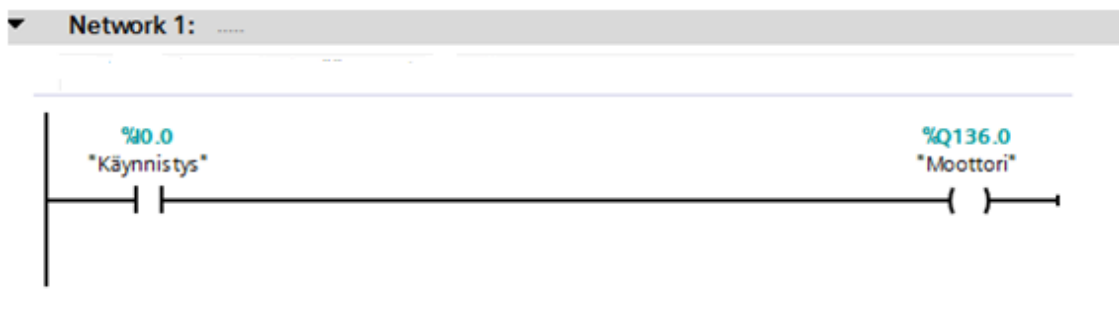 Network 1: .....
%I0.0
"Käynnistys"
%Q136.0
"Moottori"